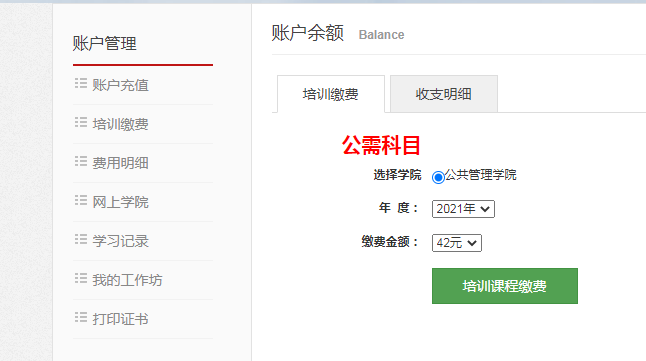 账户管理
账户充值
培训缴费
费用明细
网上学院
学习记录
我的工作坊
打印证书
账户余额 Balance
培训缴费 收支明细
公需科目
选择学院 公共管理学院
年 度： 2021年
缴费金额： 42元
培训课程缴费